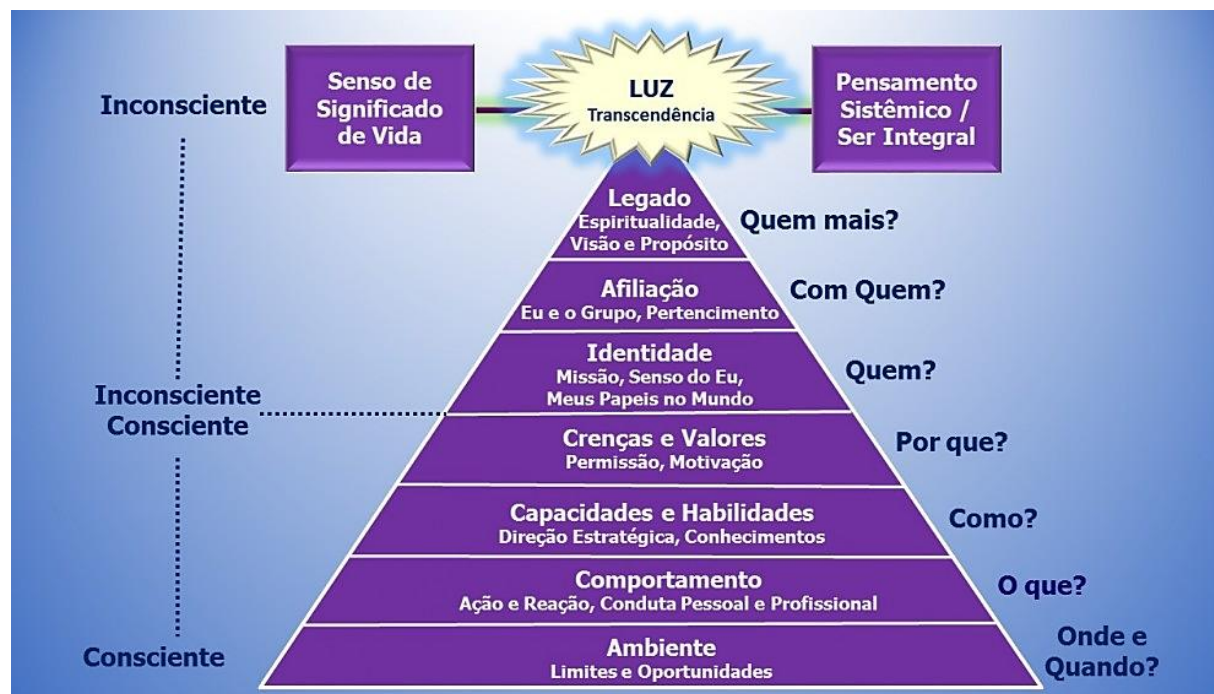 Inconsciente
Senso de
Significado
de Vida
LUZ
Transcendência
Pensamento
Sistêmico /
Ser Integral
Legado
Espiritualidade,
Visão e Propósito
Quem mais?
Afiliação
Eu e o Grupo, Pertencimento
Com Quem?
Identidade
Missão, Senso do Eu,
Meus Papeis no Mundo
Quem?
Inconsciente
Consciente
Crenças e Valores
Permissão, Motivação
Por que?
Capacidades e Habilidades
Direção Estratégica, Conhecimentos
Como?
Comportamento
Ação e Reação, Conduta Pessoal e Profissional
O que?
Consciente
Ambiente
Limites e Oportunidades
Onde e
Quando?